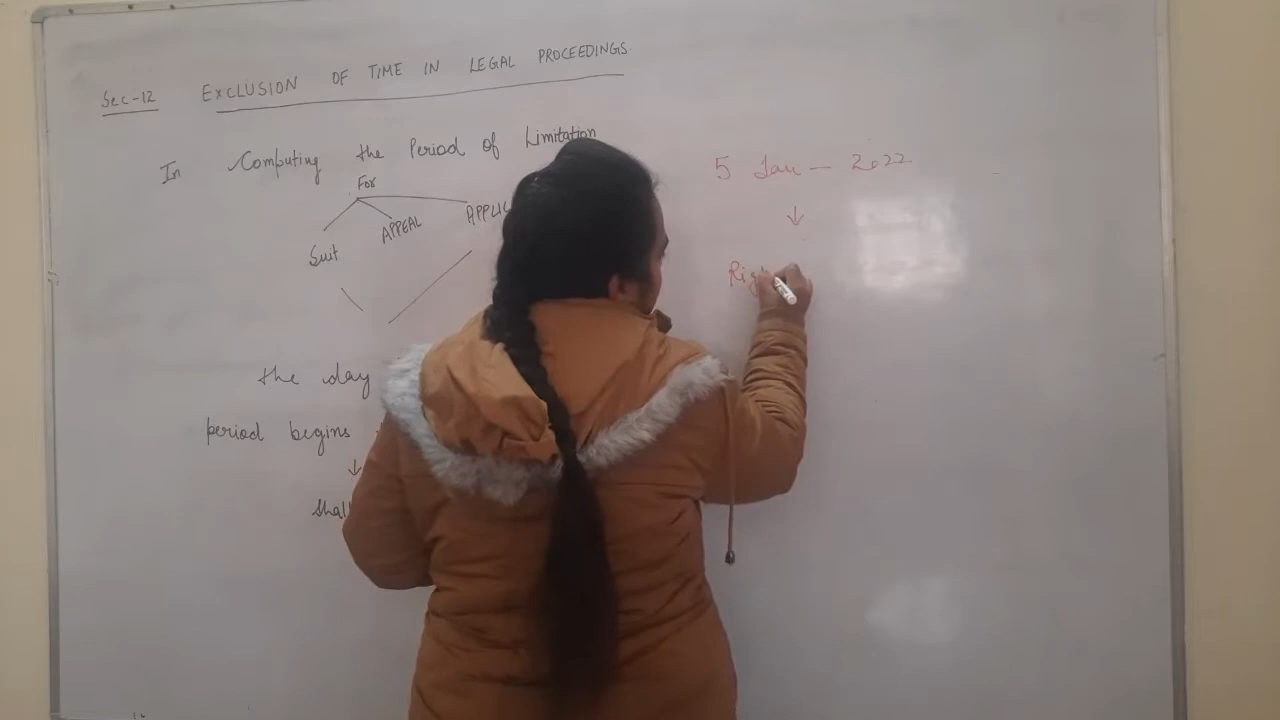 Sec-12 EXCLUSION OF TIME IN LEGAL PROCEEDINGS
In Computing the Period of Limitation
For
Suit APPEAL
the day
period begins
↓
5 Jan — 2022
↓